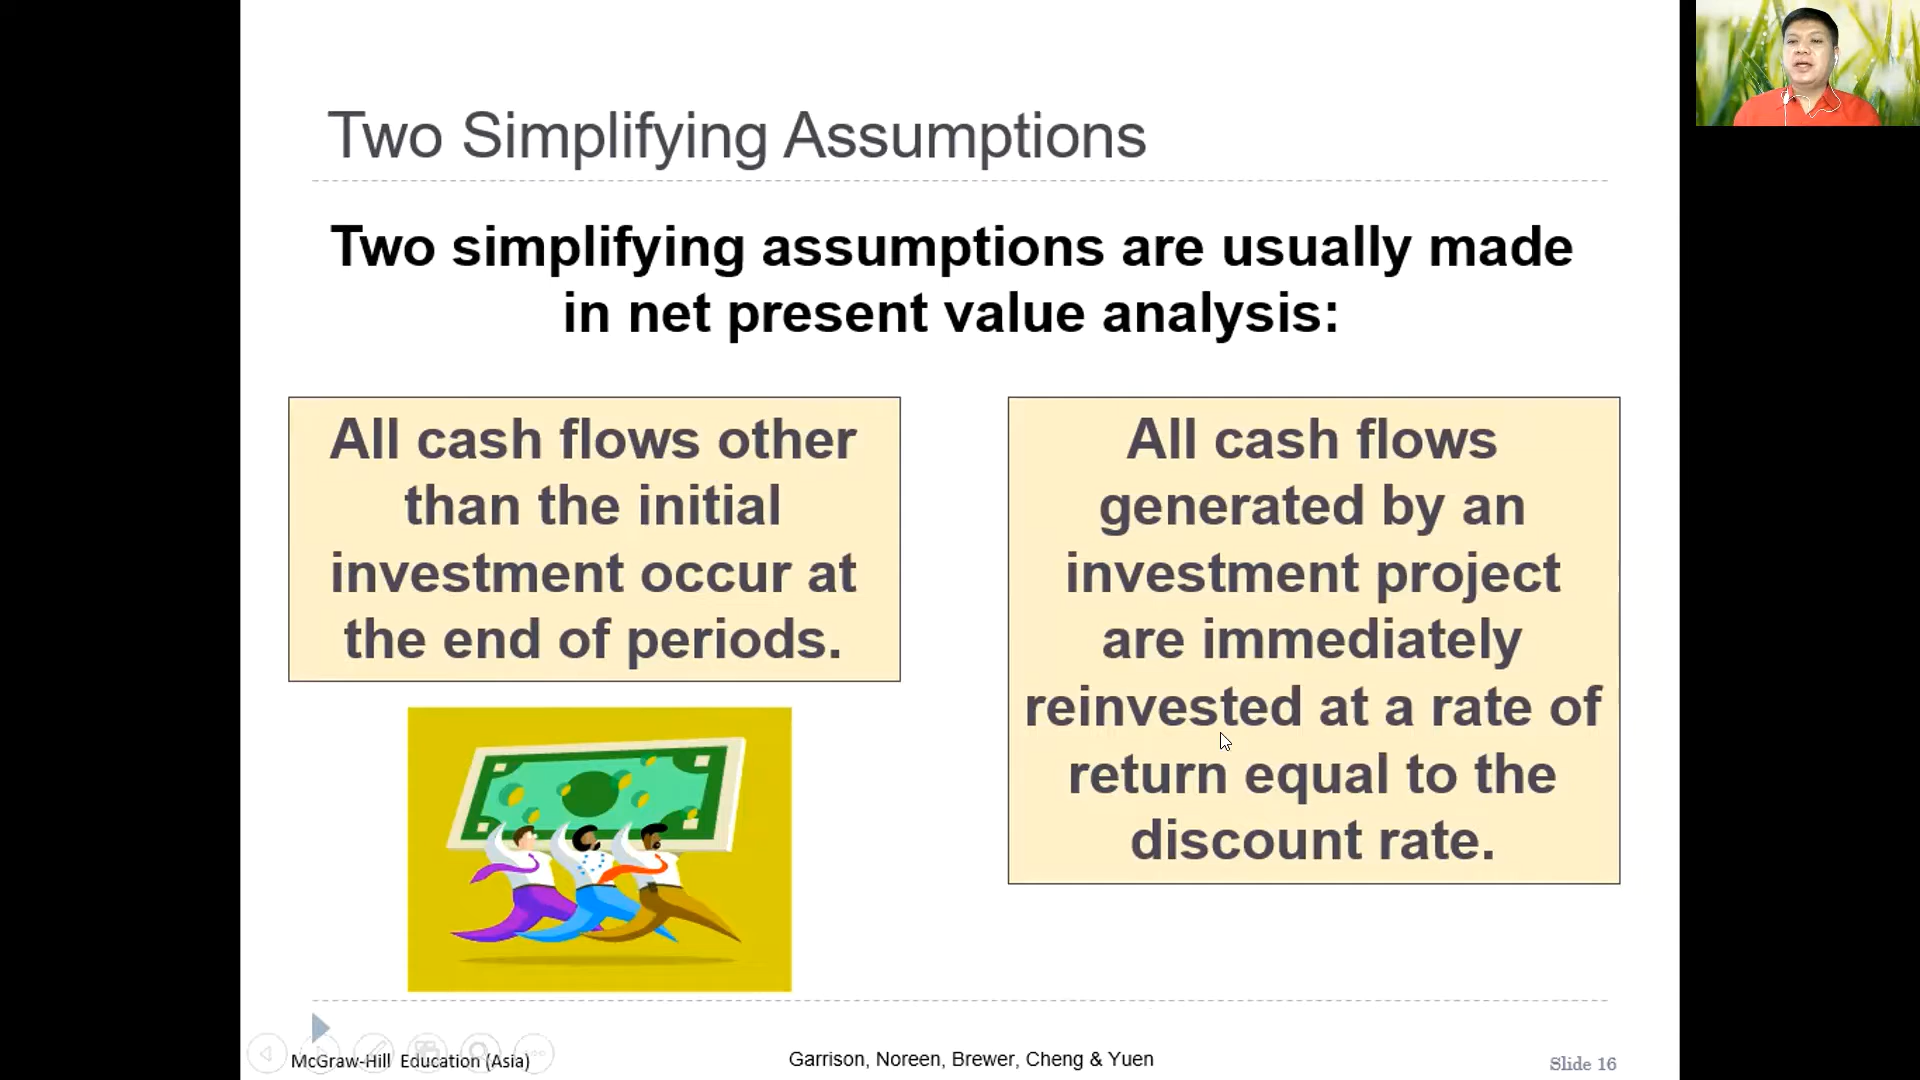 Two Simplifying Assumptions
Two simplifying assumptions are usually made
in net present value analysis:
All cash flows other
than the initial
investment occur at
the end of periods.
All cash flows
generated by an
investment project
are immediately
reinvested at a rate of
return equal to the
discount rate.
McGraw-Hill Education (Asia)
Garrison, Noreen, Brewer, Cheng & Yuen
Slide 16